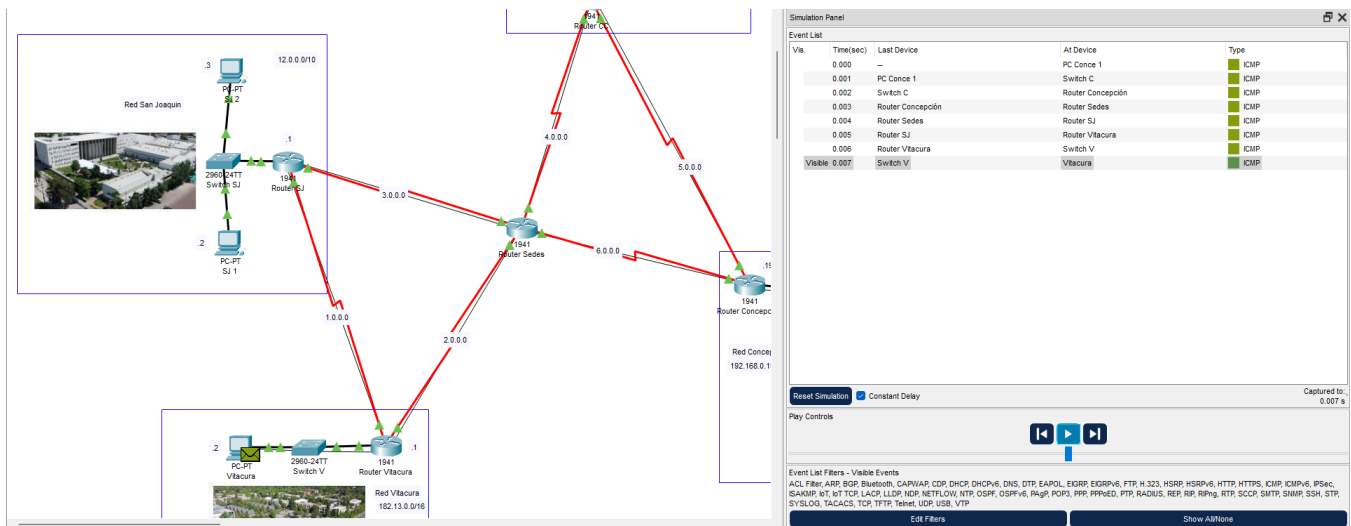 1941
Router CC
12.0.0.0/10
.3
PC-PT
SJ 2
Red San Joaquin
.1
2960-24TT
Switch SJ
1941
Router SJ
.2
PC-PT
SJ 1
3.0.0.0
4.0.0.0
5.0.0.0
1941
Router Sedes
6.0.0.0
.19
1941
Router Concepc
1.0.0.0
2.0.0.0
Red Concep
192.168.0.1
.2
PC-PT
Vitacura
2960-24TT
Switch V
.1
1941
Router Vitacura
Red Vitacura
182.13.0.0/16
Simulation Panel
Event List
Vis. Time(sec) Last Device At Device Type
0.000 -- PC Conce 1 ICMP
0.001 PC Conce 1 Switch C ICMP
0.002 Switch C Router Concepción ICMP
0.003 Router Concepción Router Sedes ICMP
0.004 Router Sedes Router SJ ICMP
0.005 Router SJ Router Vitacura ICMP
0.006 Router Vitacura Switch V ICMP
Visible 0.007 Switch V Vitacura ICMP
Reset Simulation Constant Delay
Captured to:
0.007 s
Play Controls
Event List Filters - Visible Events
ACL Filter, ARP, BGP, Bluetooth, CAPWAP, CDP, DHCP, DHCPv6, DNS, DTP, EAPOL, EIGRP, EIGRPv6, FTP, H.323, HSRP, HSRPv6, HTTP, HTTPS, ICMP, ICMPv6, IPSec,
ISAKMP, IoT, IoT TCP, LACP, LLDP, NDP, NETFLOW, NTP, OSPF, OSPFv6, PAgP, POP3, PPP, PPPoED, PTP, RADIUS, REP, RIP, RIPng, RTP, SCCP, SMTP, SNMP, SSH, STP,
SYSLOG, TACACS, TCP, TFTP, Telnet, UDP, USB, VTP
Edit Filters
Show All/None